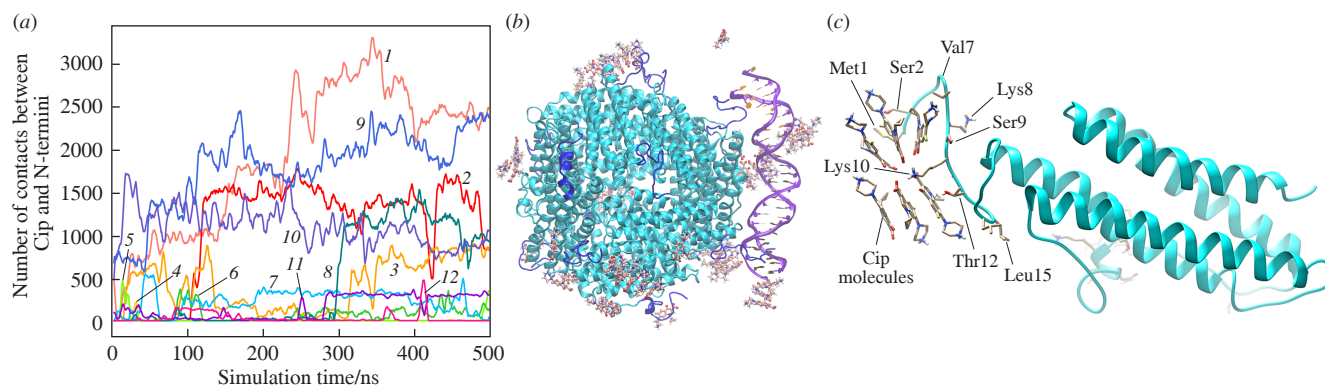 (a)
Number of contacts between
Cip and N-termini
3000
2500
2000
1500
1000
500
0
1
9
2
10
5
4
6
7
11
8
3
12
0
100
200
300
400
500
Simulation time/ns
(b)
(c)
Val7
Met1
Ser2
Lys8
Ser9
Lys10
Cip
molecules
Thr12
Leu15